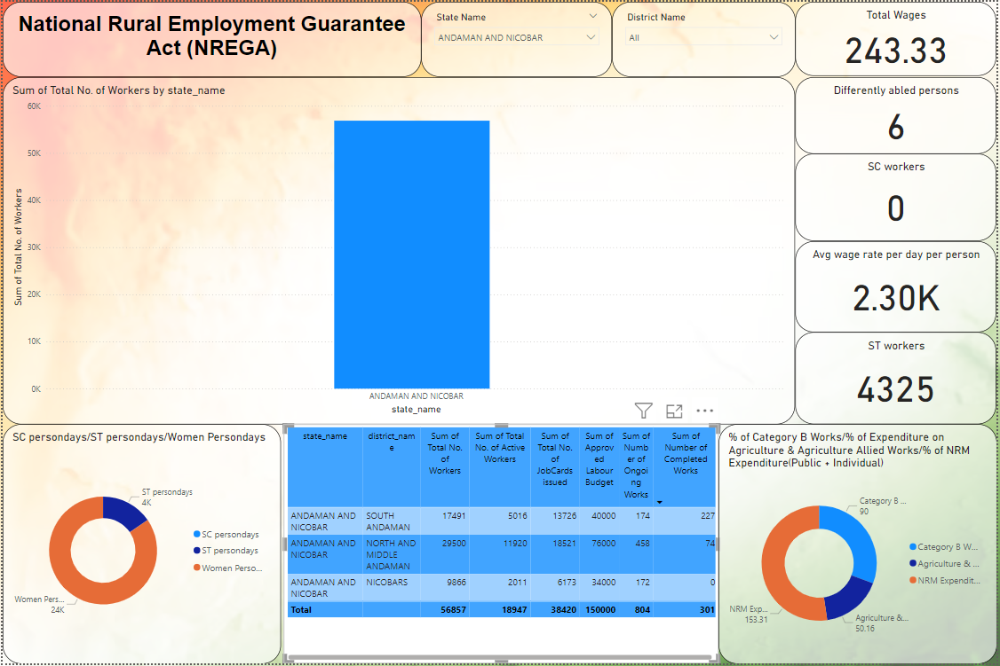 National Rural Employment Guarantee
Act (NREGA)
State Name
ANDAMAN AND NICOBAR
District Name
All
Total Wages
243.33
Differently abled persons
6
SC workers
0
Avg wage rate per day per person
2.30K
ST workers
4325
Sum of Total No. of Workers by state_name
Sum of Total No. of Workers
60K
50K
40K
30K
20K
10K
0K
ANDAMAN AND NICOBAR
state_name
SC persondays/ST persondays/Women Persondays
ST persondays
4K
Women Pers...
24K
SC persondays
ST persondays
Women Perso...
state_name district_nam e Sum of Total No. of Workers Sum of Total No. of Active Workers Sum of Total No. of JobCards issued Sum of Approv ed Labour Budget Sum of Numb er of Ongoi ng Works Sum of Number of Completed Works
ANDAMAN AND NICOBAR SOUTH ANDAMAN 17491 5016 13726 40000 174 227
ANDAMAN AND NICOBAR NORTH AND MIDDLE ANDAMAN 29500 11920 18521 76000 458 74
ANDAMAN AND NICOBAR NICOBARS 9866 2011 6173 34000 172 0
Total 56857 18947 38420 150000 804 301
% of Category B Works/% of Expenditure on
Agriculture & Agriculture Allied Works/% of NRM
Expenditure(Public + Individual)
Category B ...
90
NRM Exp...
153.31
Agriculture &...
50.16
Category B W...
Agriculture & ...
NRM Expendit...